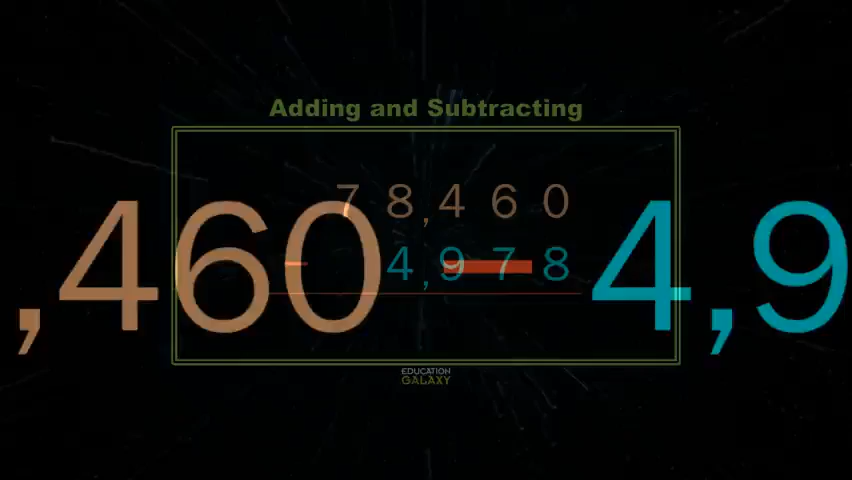 Adding and Subtracting
78,460
- 4,978
,460 - 4,9
EDUCATION
GALAXY